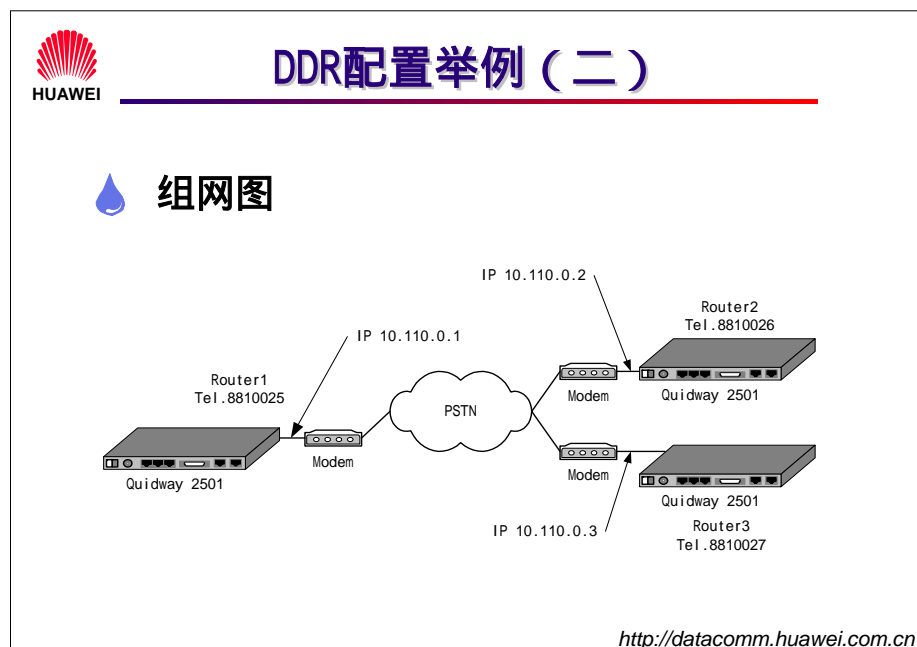 HUAWEI
DDR配置举例（二）
组网图
IP 10.110.0.2
Router2
Tel.8810026
IP 10.110.0.1
Router1
Tel.8810025
Modem
Quidway 2501
PSTN
Modem
Quidway 2501
Modem
Quidway 2501
IP 10.110.0.3
Router3
Tel.8810027
http://datacomm.huawei.com.cn